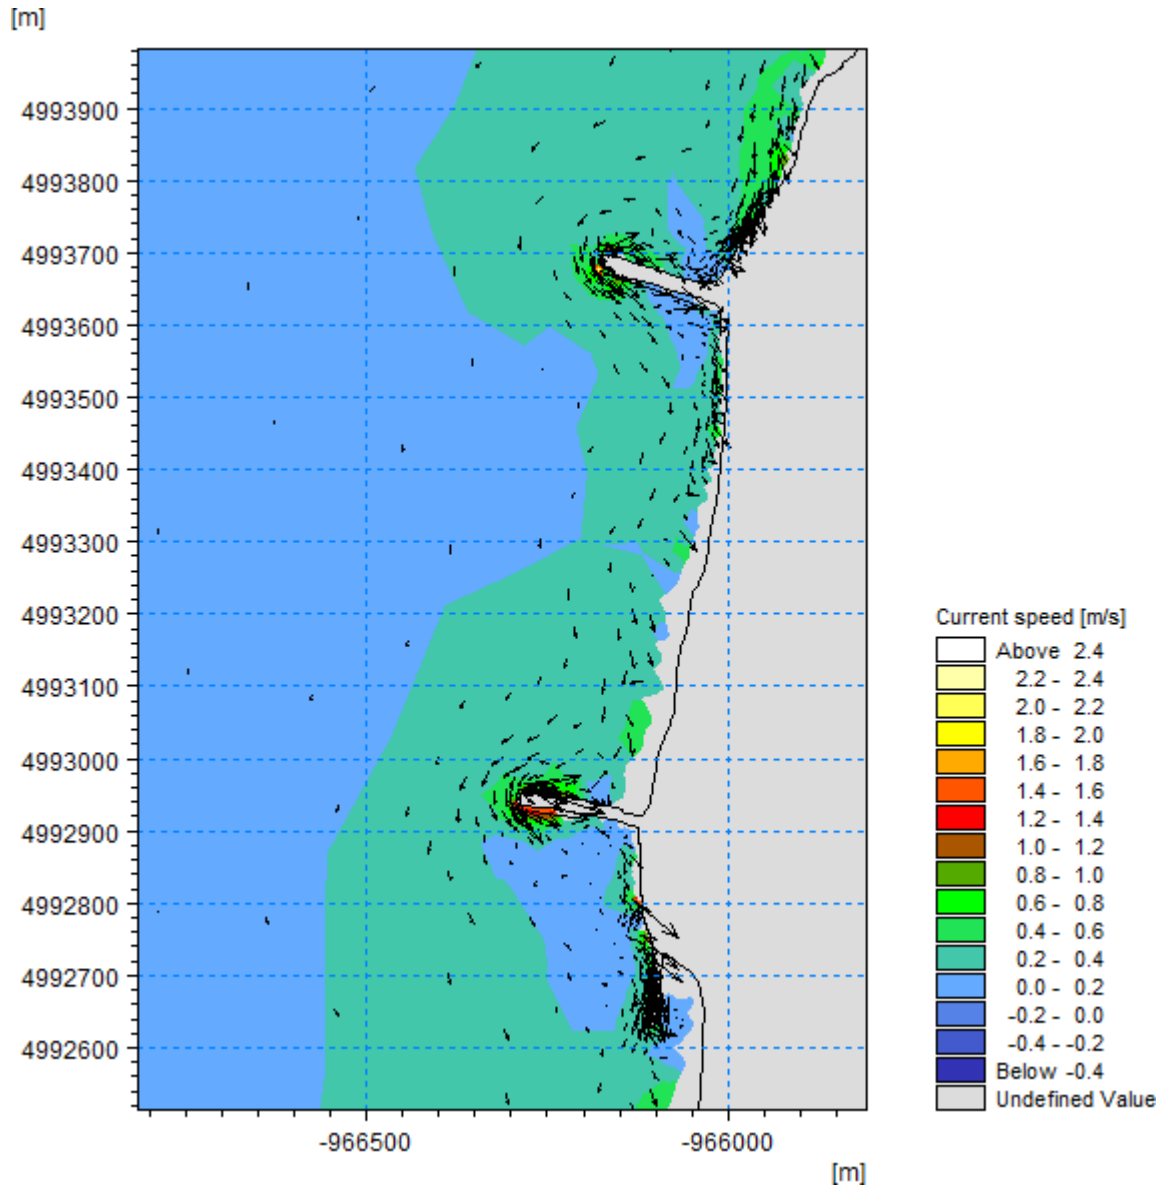 [m]
4993900
4993800
4993700
4993600
4993500
4993400
4993300
4993200
4993100
4993000
4992900
4992800
4992700
4992600
-966500
-966000
[m]
Current speed [m/s]
Above 2.4
2.2 - 2.4
2.0 - 2.2
1.8 - 2.0
1.6 - 1.8
1.4 - 1.6
1.2 - 1.4
1.0 - 1.2
0.8 - 1.0
0.6 - 0.8
0.4 - 0.6
0.2 - 0.4
0.0 - 0.2
-0.2 - 0.0
-0.4 - -0.2
Below -0.4
Undefined Value